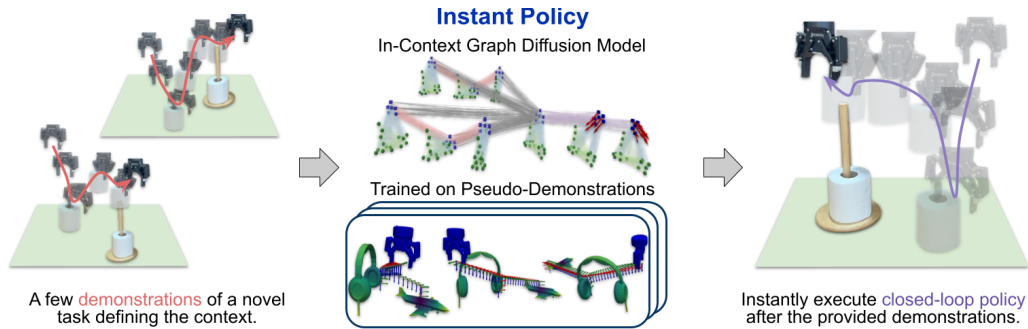 Instant Policy
In-Context Graph Diffusion Model
Trained on Pseudo-Demonstrations
A few demonstrations of a novel
task defining the context.
Instantly execute closed-loop policy
after the provided demonstrations.